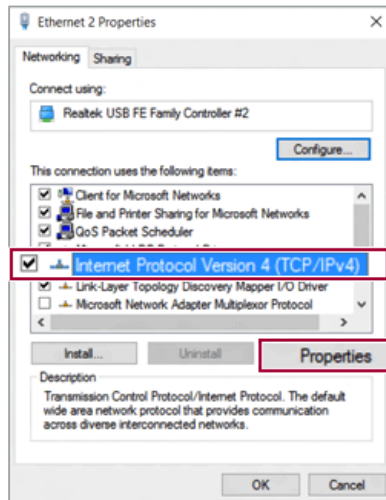 Ethernet 2 Properties
Networking Sharing
Connect using:
Realtek USB FE Family Controller #2
Configure...
This connection uses the following items:
Client for Microsoft Networks
File and Printer Sharing for Microsoft Networks
QoS Packet Scheduler
Internet Protocol Version 4 (TCP/IPv4)
Link-Layer Topology Discovery Mapper I/O Driver
Microsoft Network Adapter Multiplexor Protocol
Install... Uninstall Properties
Description
Transmission Control Protocol/Internet Protocol. The default
wide area network protocol that provides communication
across diverse interconnected networks.
OK Cancel